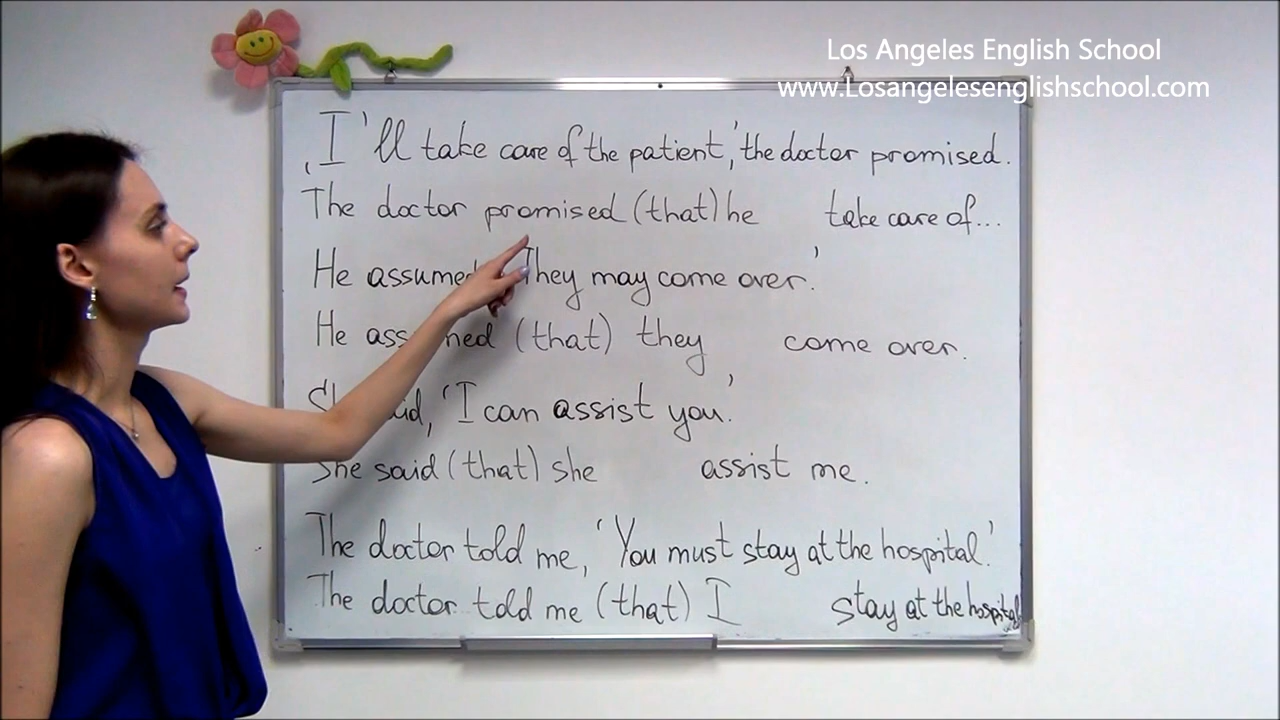 Los Angeles English School
www.Losangelesenglishschool.com
‚I'll take care of the patient,' the doctor promised.
The doctor promised (that) he take care of...
He assumed They may come over.'
He assumed (that) they come over.
She said, 'I can assist you.'
She said (that) she assist me.
The doctor told me, 'You must stay at the hospital.'
The doctor told me (that) I stay at the hospital